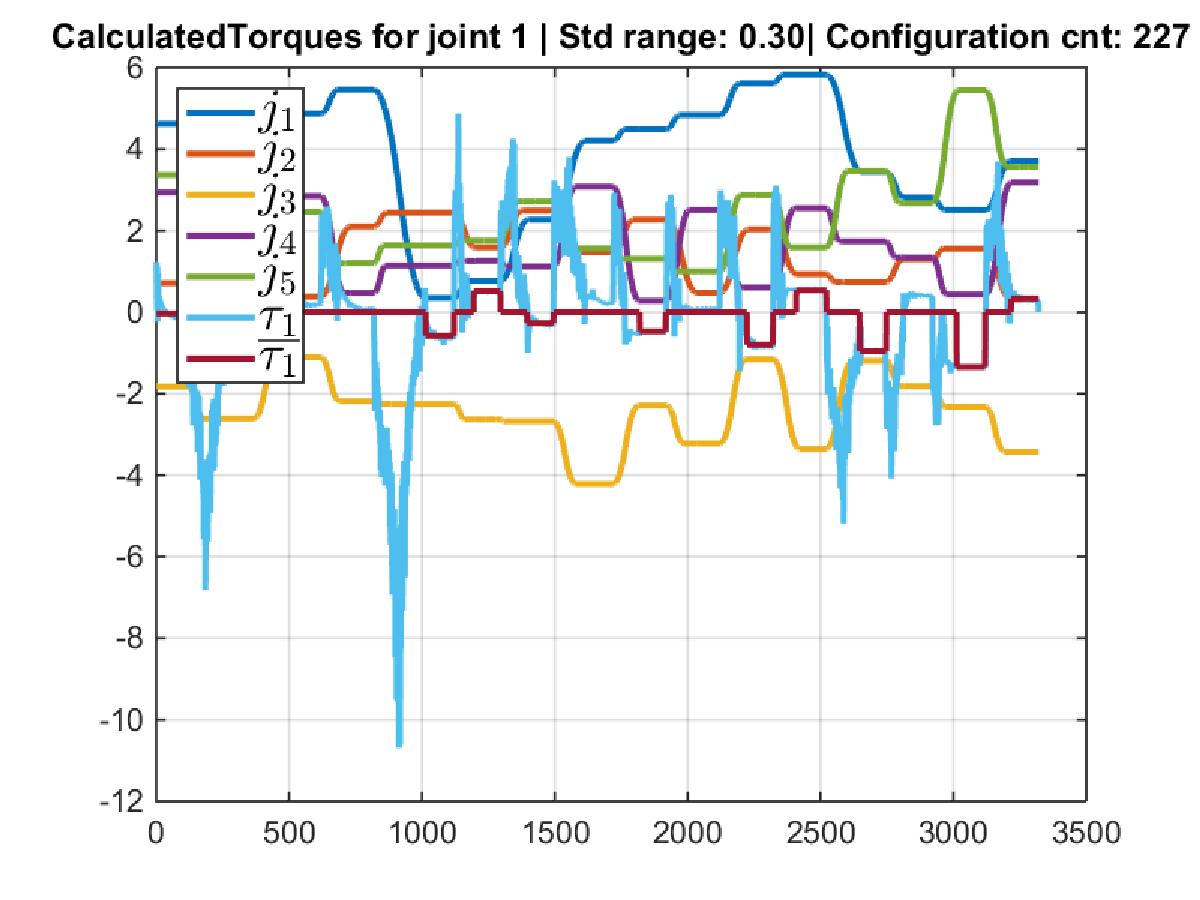 CalculatedTorques for joint 1 | Std range: 0.30| Configuration cnt: 227
6
4
2
0
-2
-4
-6
-8
-10
-12
j1
j2
j3
j4
j5
τ1
τ1
0 500 1000 1500 2000 2500 3000 3500